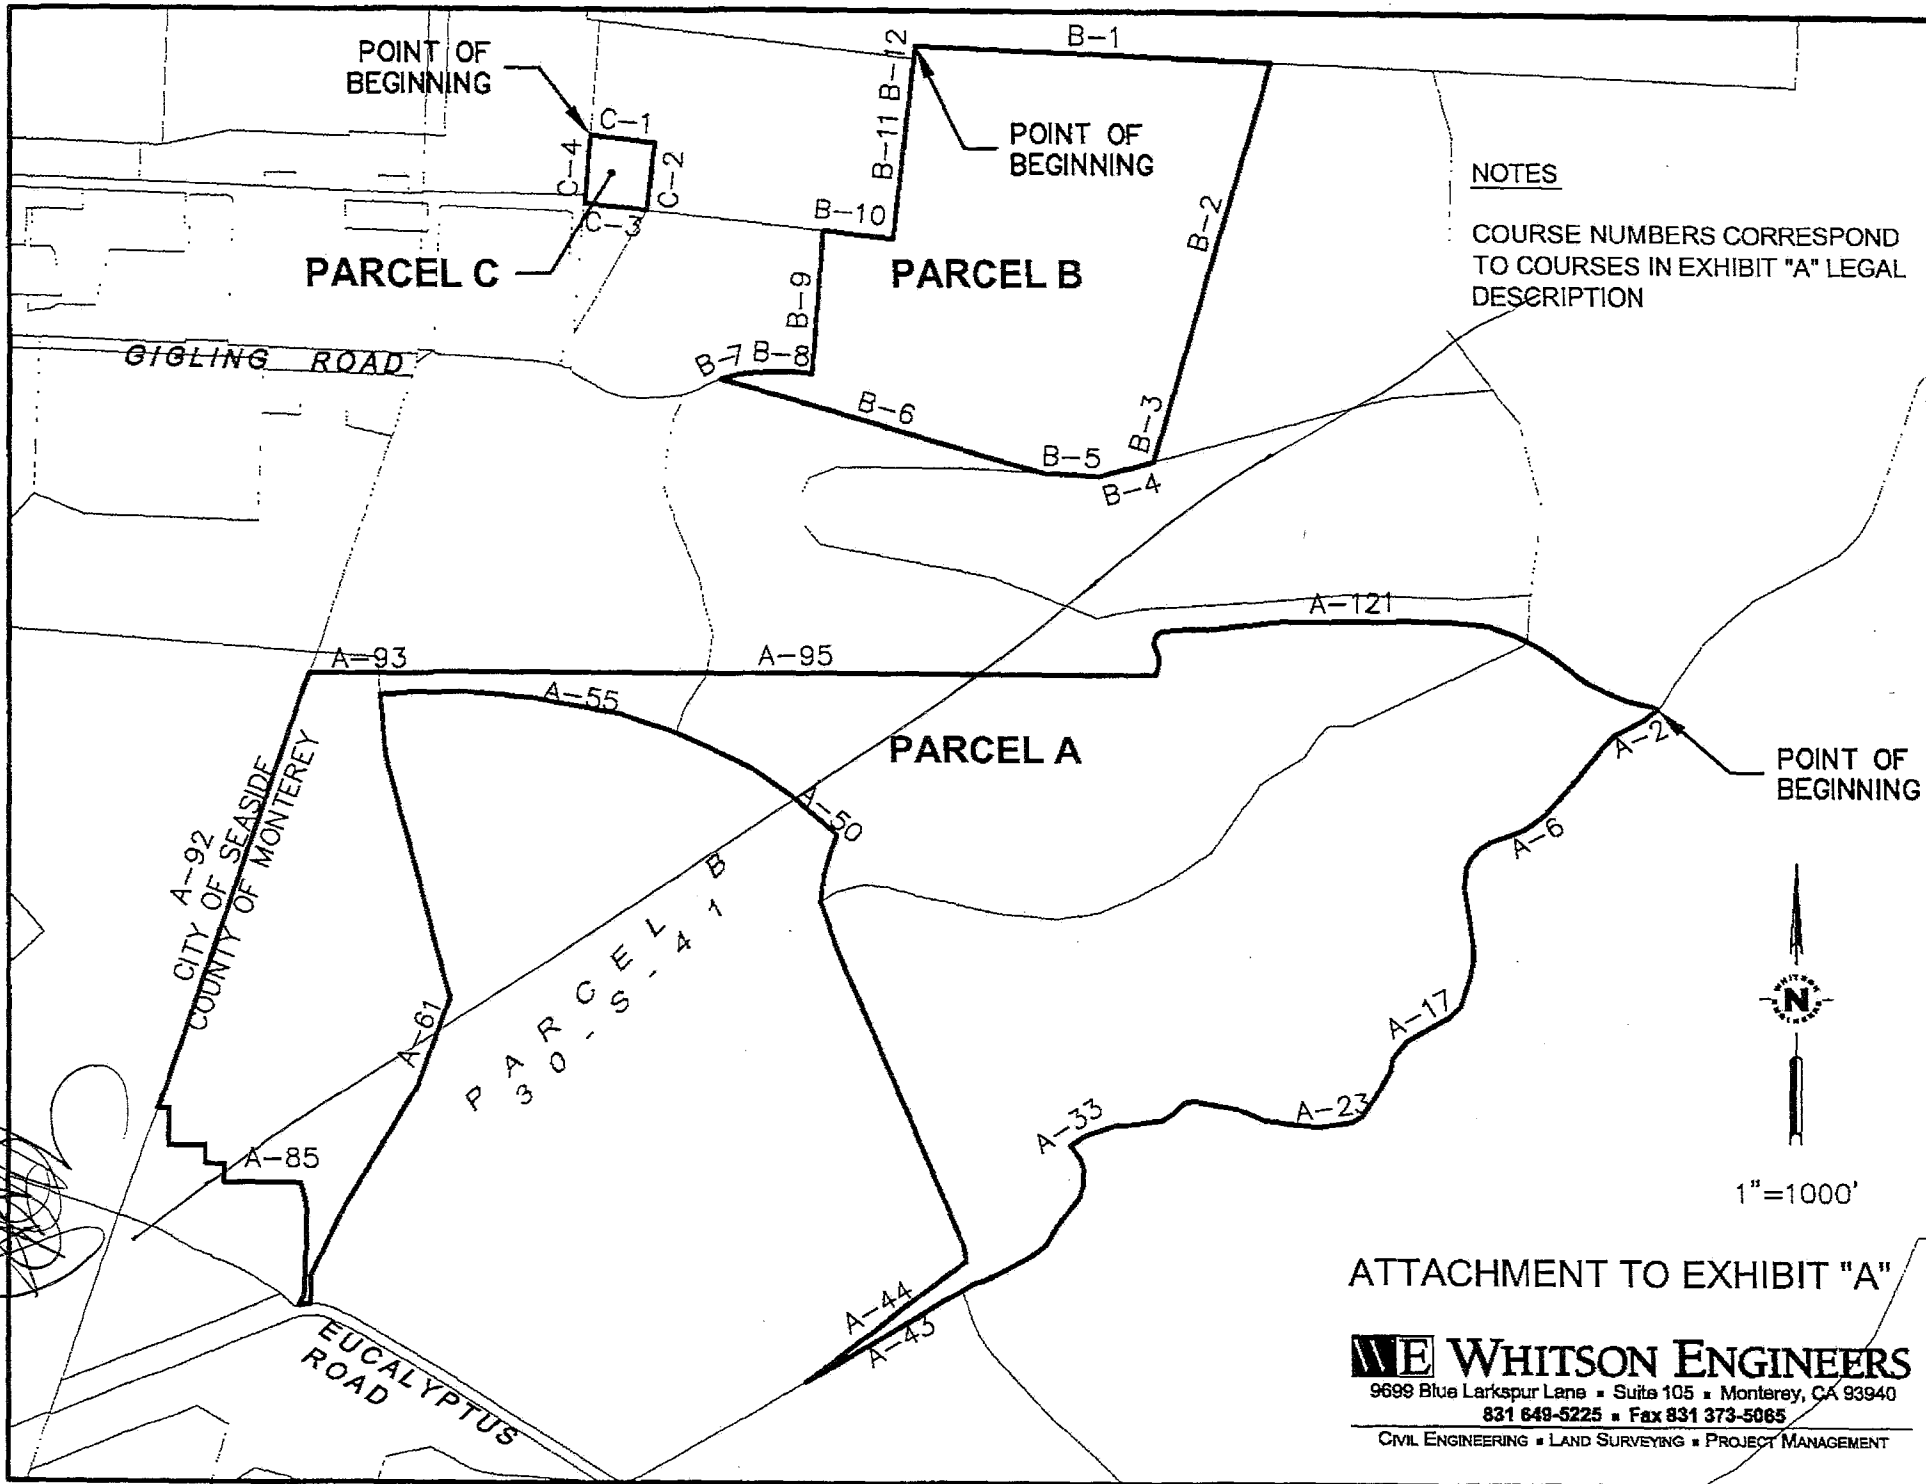 POINT OF
BEGINNING
C-1
C-2
C-3
C-4
PARCEL C
B-12
B-11
B-1
POINT OF
BEGINNING
B-10
B-9
B-2
PARCEL B
NOTES
COURSE NUMBERS CORRESPOND
TO COURSES IN EXHIBIT "A" LEGAL
DESCRIPTION
GIGLING ROAD
B-7
B-8
B-6
B-3
B-5
B-4
A-121
A-93
A-95
A-55
PARCEL A
A-2
POINT OF
BEGINNING
A-50
A-6
A-92
CITY OF SEASIDE
COUNTY OF MONTEREY
PARCEL B
30-S-41
A-61
A-17
A-23
A-33
A-85
WHITSON
N
ENGINEERS
1"=1000'
A-44
A-43
EUCALYPTUS
ROAD
ATTACHMENT TO EXHIBIT "A"
WE WHITSON ENGINEERS
9699 Blue Larkspur Lane ▪ Suite 105 ▪ Monterey, CA 93940
831 649-5225 ▪ Fax 831 373-5065
CIVIL ENGINEERING ▪ LAND SURVEYING ▪ PROJECT MANAGEMENT